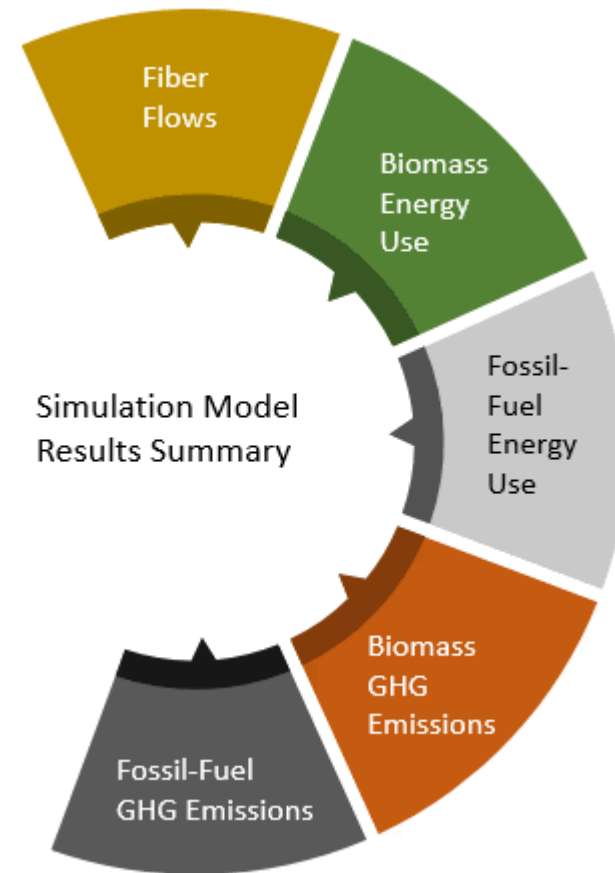 Fiber
Flows
Biomass
Energy
Use
Fossil-
Fuel
Energy
Use
Simulation Model
Results Summary
Biomass
GHG
Emissions
Fossil-Fuel
GHG Emissions